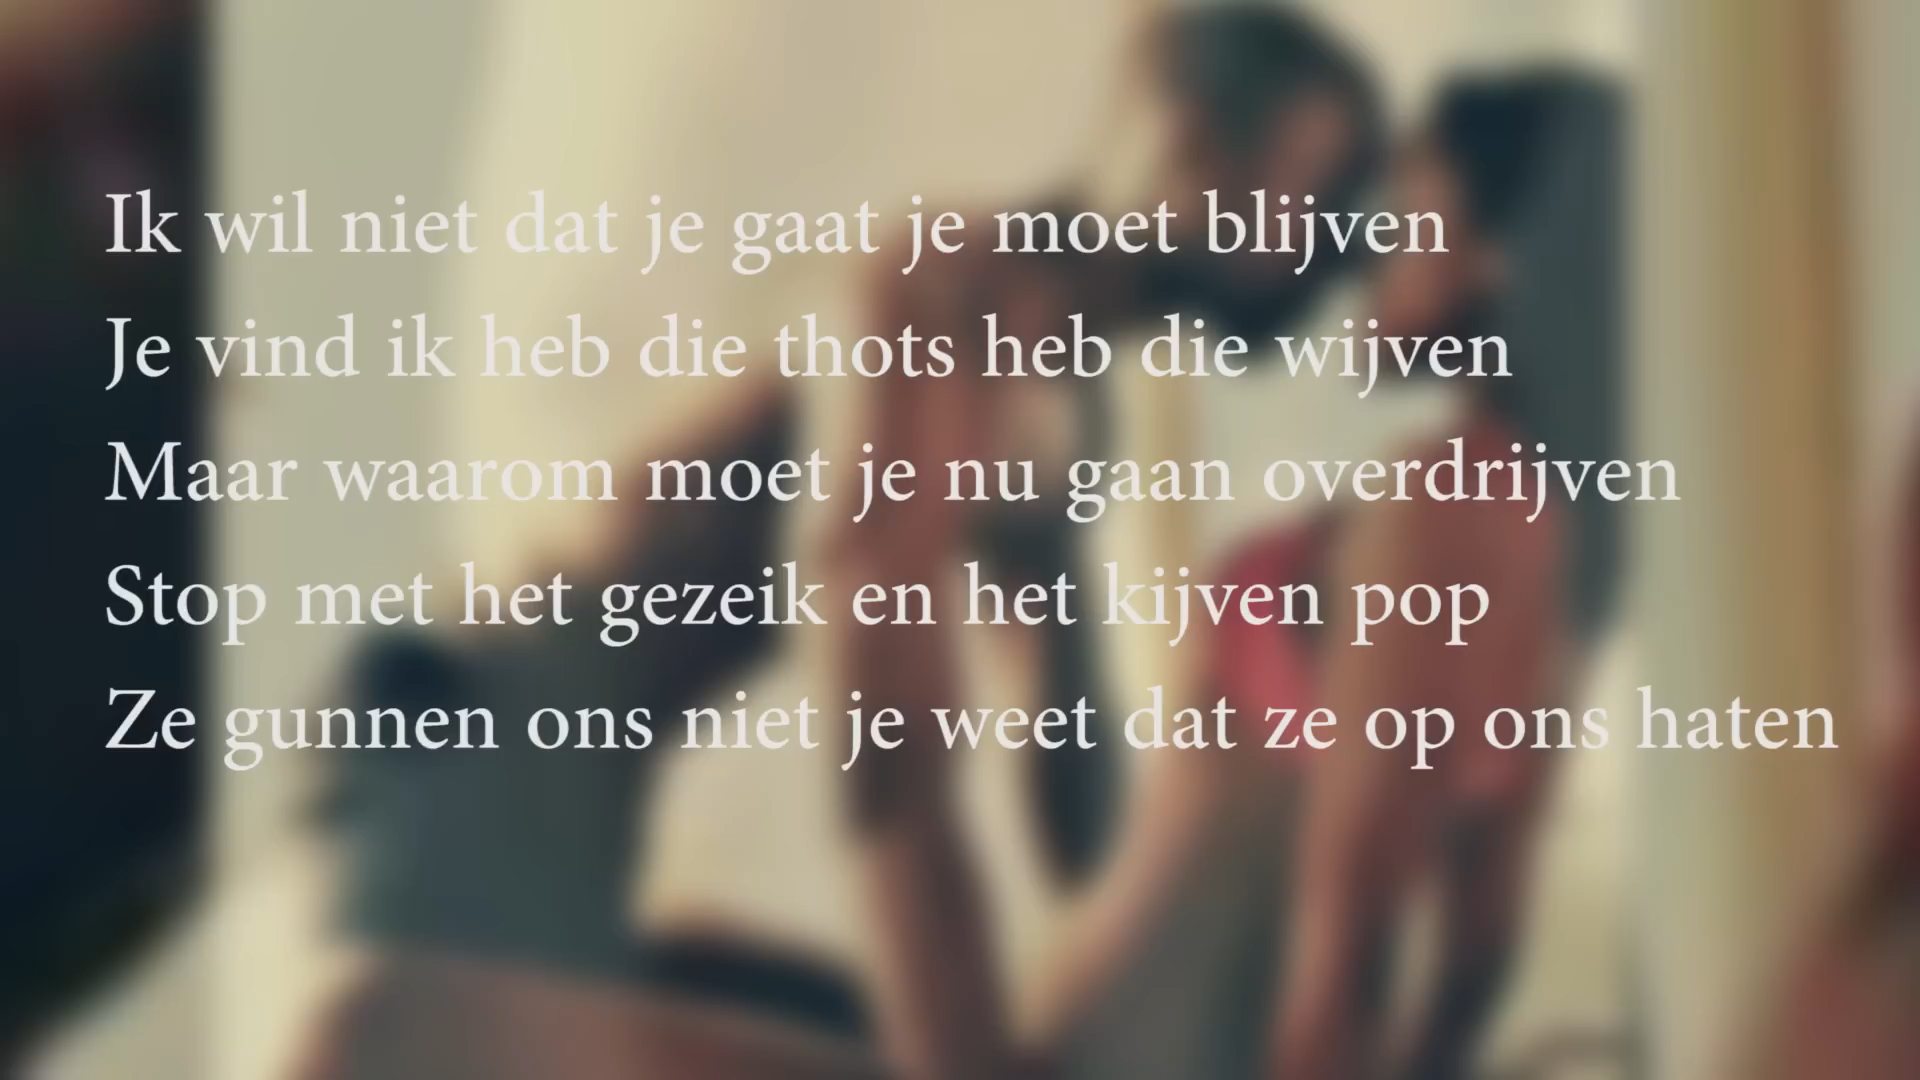 Ik wil niet dat je gaat je moet blijven
Je vind ik heb die thots heb die wijven
Maar waarom moet je nu gaan overdrijven
Stop met het gezeik en het kijven pop
Ze gunnen ons niet je weet dat ze op ons haten